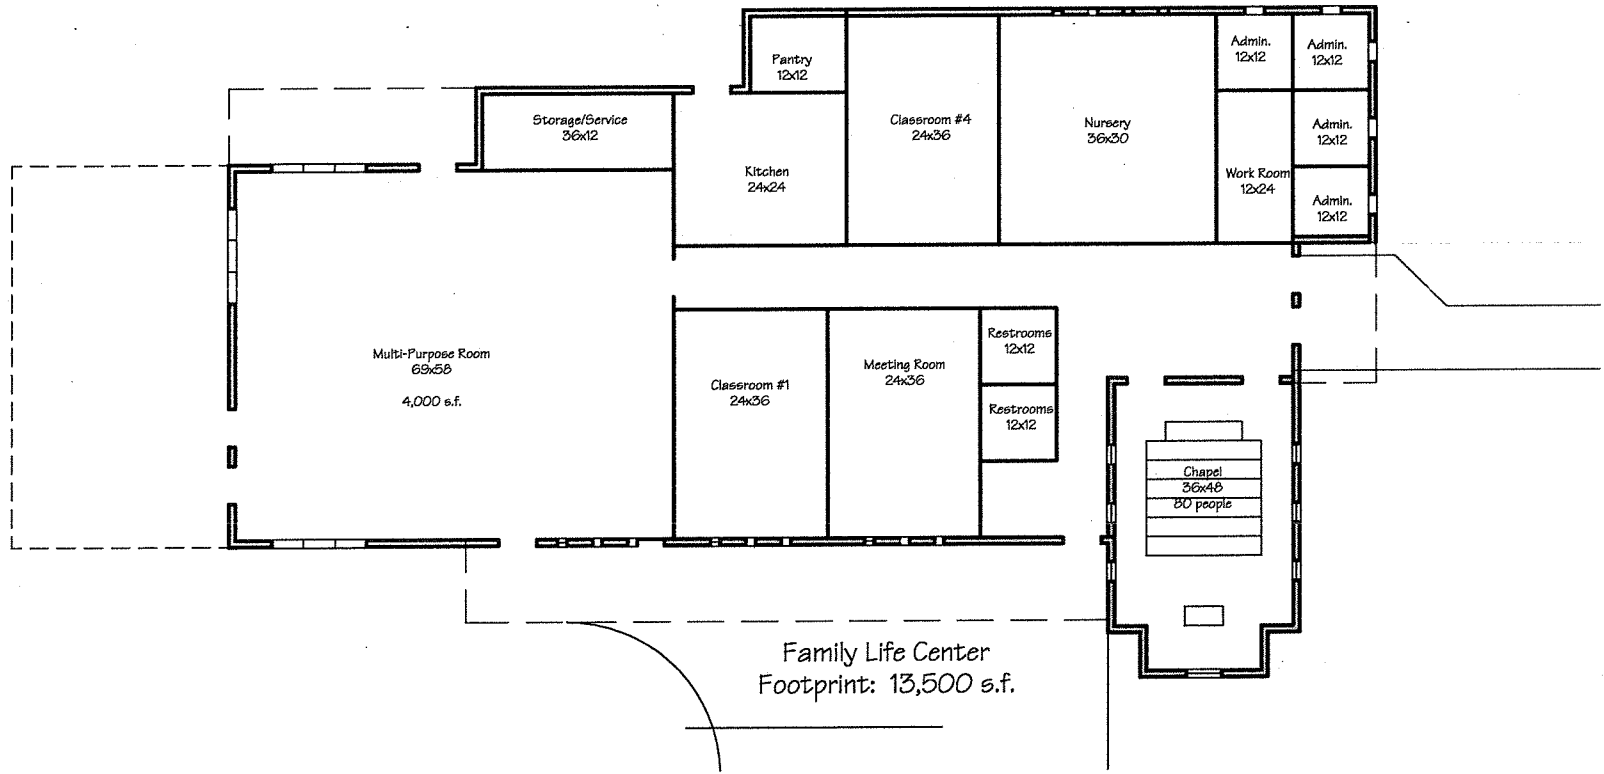 Pantry
12x12
Admin.
12x12
Admin.
12x12
Storage/Service
36x12
Classroom #4
24x36
Nursery
36x30
Admin.
12x12
Kitchen
24x24
Work Room
12x24
Admin.
12x12
Multi-Purpose Room
69x58
4,000 s.f.
Classroom #1
24x36
Meeting Room
24x36
Restrooms
12x12
Restrooms
12x12
Chapel
36x48
80 people
Family Life Center
Footprint: 13,500 s.f.